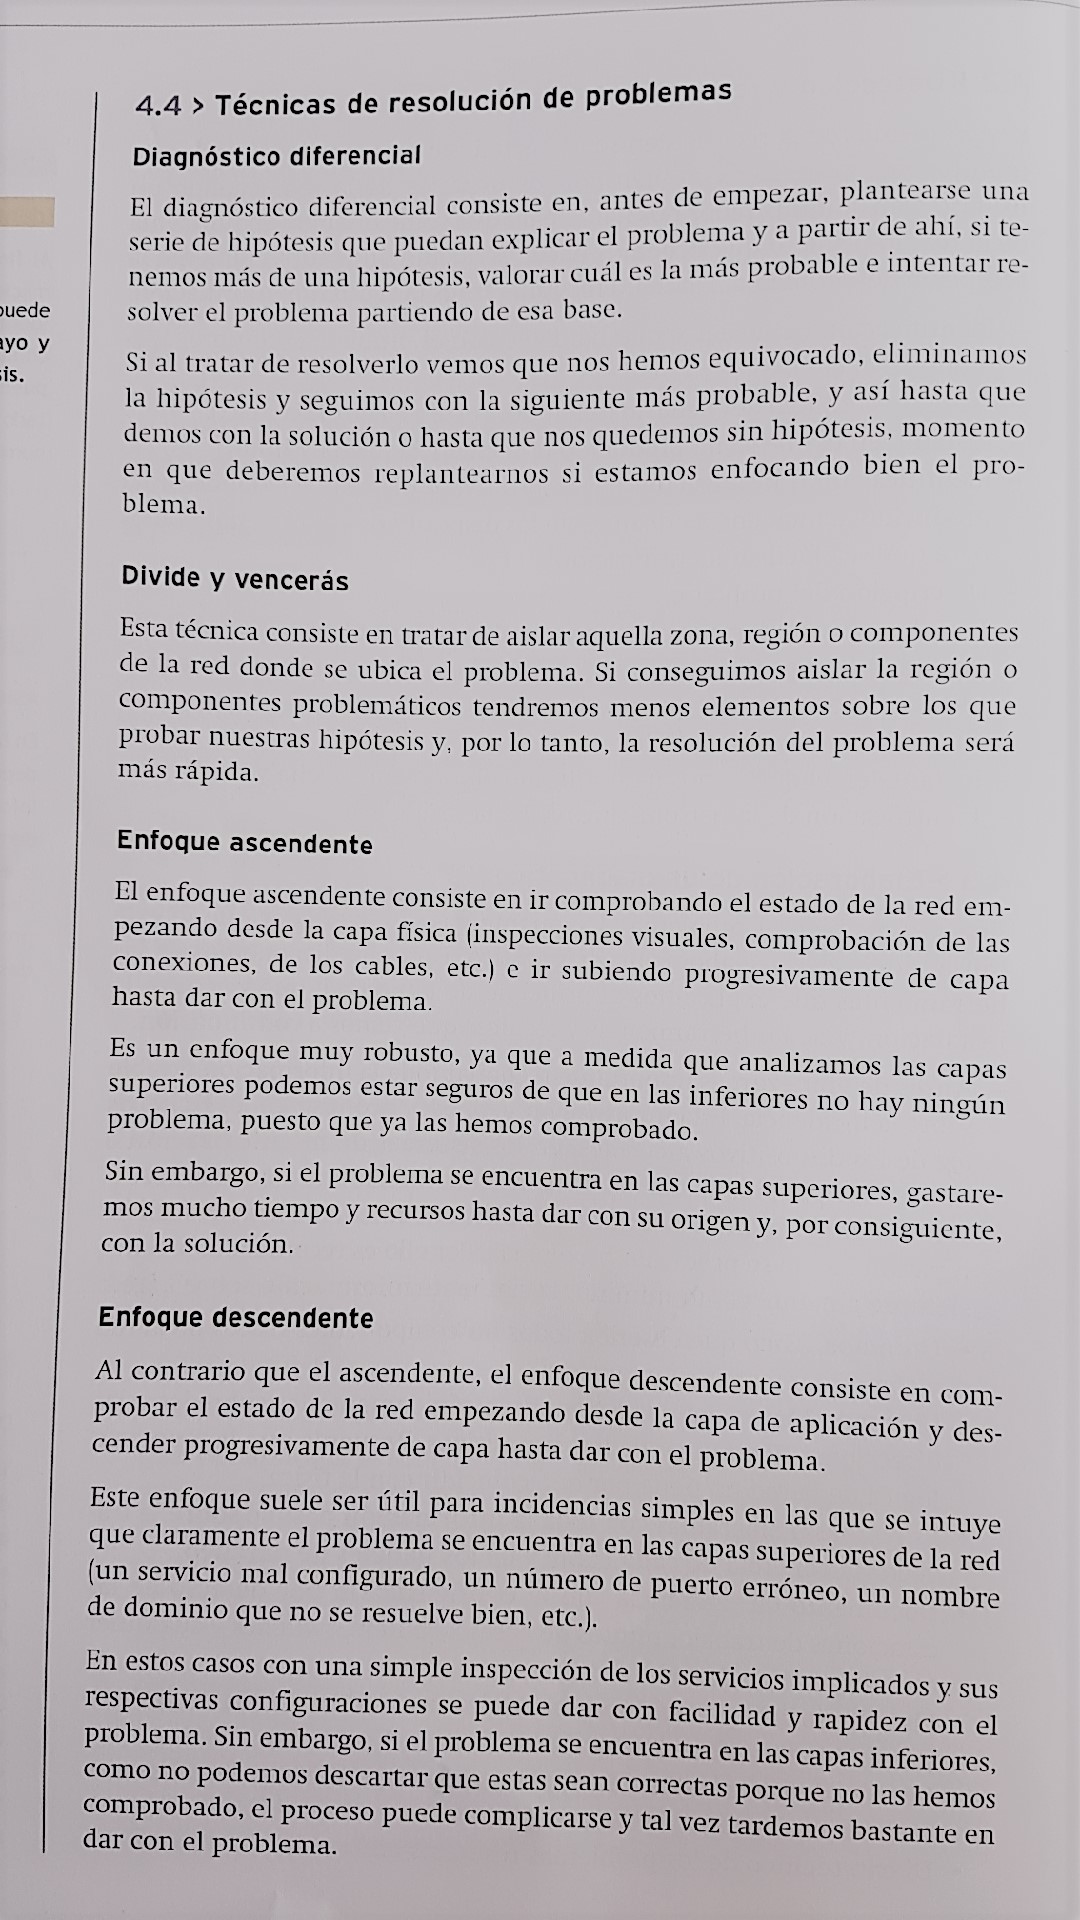 4.4 > Técnicas de resolución de problemas
Diagnóstico diferencial
El diagnóstico diferencial consiste en, antes de empezar, plantearse una
serie de hipótesis que puedan explicar el problema y a partir de ahí, si te-
nemos más de una hipótesis, valorar cuál es la más probable e intentar re-
solver el problema partiendo de esa base.
puede
ayo y
sis.
Si al tratar de resolverlo vemos que nos hemos equivocado, eliminamos
la hipótesis y seguimos con la siguiente más probable, y así hasta que
demos con la solución o hasta que nos quedemos sin hipótesis, momento
en que deberemos replantearnos si estamos enfocando bien el pro-
blema.
Divide y vencerás
Esta técnica consiste en tratar de aislar aquella zona, región o componentes
de la red donde se ubica el problema. Si conseguimos aislar la región o
componentes problemáticos tendremos menos elementos sobre los que
probar nuestras hipótesis y, por lo tanto, la resolución del problema será
más rápida.
Enfoque ascendente
El enfoque ascendente consiste en ir comprobando el estado de la red em-
pezando desde la capa física (inspecciones visuales, comprobación de las
conexiones, de los cables, etc.) e ir subiendo progresivamente de capa
hasta dar con el problema.
Es un enfoque muy robusto, ya que a medida que analizamos las capas
superiores podemos estar seguros de que en las inferiores no hay ningún
problema, puesto que ya las hemos comprobado.
Sin embargo, si el problema se encuentra en las capas superiores, gastare-
mos mucho tiempo y recursos hasta dar con su origen y, por consiguiente,
con la solución.
Enfoque descendente
Al contrario que el ascendente, el enfoque descendente consiste en com-
probar el estado de la red empezando desde la capa de aplicación y des-
cender progresivamente de capa hasta dar con el problema.
Este enfoque suele ser útil para incidencias simples en las que se intuye
que claramente el problema se encuentra en las capas superiores de la red
(un servicio mal configurado, un número de puerto erróneo, un nombre
de dominio que no se resuelve bien, etc.).
En estos casos con una simple inspección de los servicios implicados y sus
respectivas configuraciones se puede dar con facilidad y rapidez con el
problema. Sin embargo, si el problema se encuentra en las capas inferiores,
como no podemos descartar que estas sean correctas porque no las hemos
comprobado, el proceso puede complicarse y tal vez tardemos bastante en
dar con el problema.